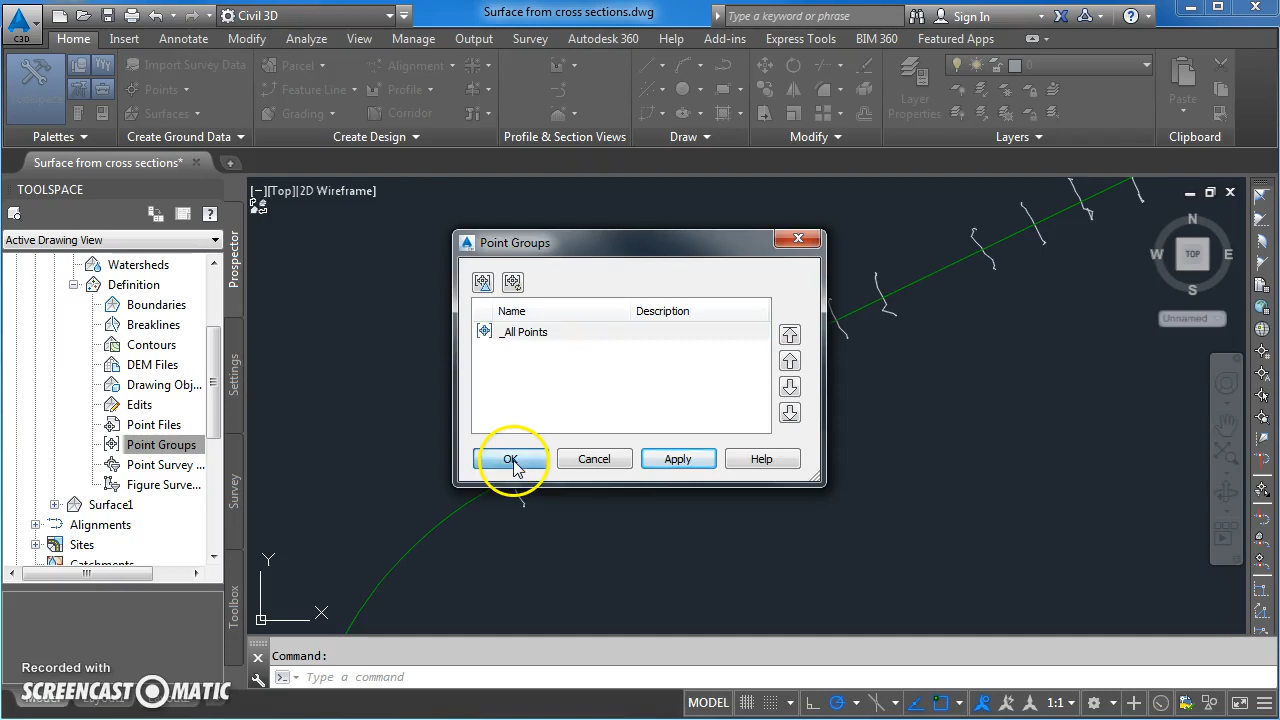 Civil 3D
Surface from cross sections.dwg
Type a keyword or phrase
Sign In
C3D
Home Insert Annotate Modify Analyze View Manage Output Survey Autodesk 360 Help Add-ins Express Tools BIM 360 Featured Apps
Import Survey Data
Parcel
Alignment
0
Points
Feature Line
Profile
Surfaces
Grading
Corridor
Toolspace
Layer
Properties
Paste
Palettes
Create Ground Data
Create Design
Profile & Section Views
Draw
Modify
Layers
Clipboard
Surface from cross sections*
TOOLSPACE
[−][Top][2D Wireframe]
Active Drawing View
Prospector
Settings
Survey
Toolbox
Watersheds
Definition
Boundaries
Breaklines
Contours
DEM Files
Drawing Obj...
Edits
Point Files
Point Groups
Point Survey ...
Figure Surve...
Surface1
Alignments
Sites
Catchments
Point Groups
Name Description
_All Points
OK Cancel Apply Help
N
W TOP E
S
Unnamed
Y
X
Command:
Type a command
Recorded with
SCREENCAST MATIC
Model
MODEL
1:1